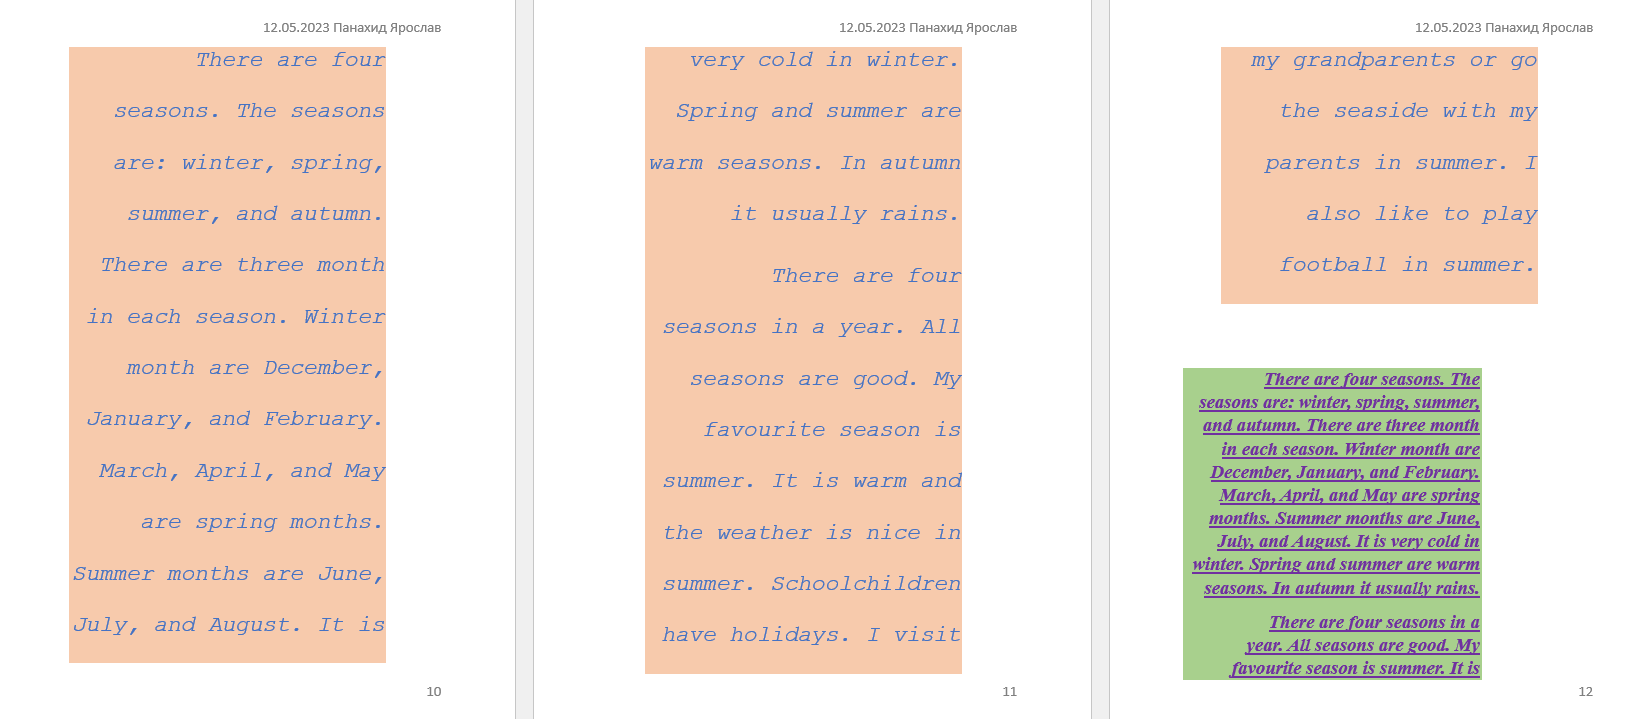 12.05.2023 Панахид Ярослав
There are four
seasons. The seasons
are: winter, spring,
summer, and autumn.
There are three month
in each season. Winter
month are December,
January, and February.
March, April, and May
are spring months.
Summer months are June,
July, and August. It is
10
12.05.2023 Панахид Ярослав
very cold in winter.
Spring and summer are
warm seasons. In autumn
it usually rains.
There are four
seasons in a year. All
seasons are good. My
favourite season is
summer. It is warm and
the weather is nice in
summer. Schoolchildren
have holidays. I visit
11
12.05.2023 Панахид Ярослав
my grandparents or go
the seaside with my
parents in summer. I
also like to play
football in summer.
There are four seasons. The
seasons are: winter, spring, summer,
and autumn. There are three month
in each season. Winter month are
December, January, and February.
March, April, and May are spring
months. Summer months are June,
July, and August. It is very cold in
winter. Spring and summer are warm
seasons. In autumn it usually rains.
There are four seasons in a
year. All seasons are good. My
favourite season is summer. It is
12